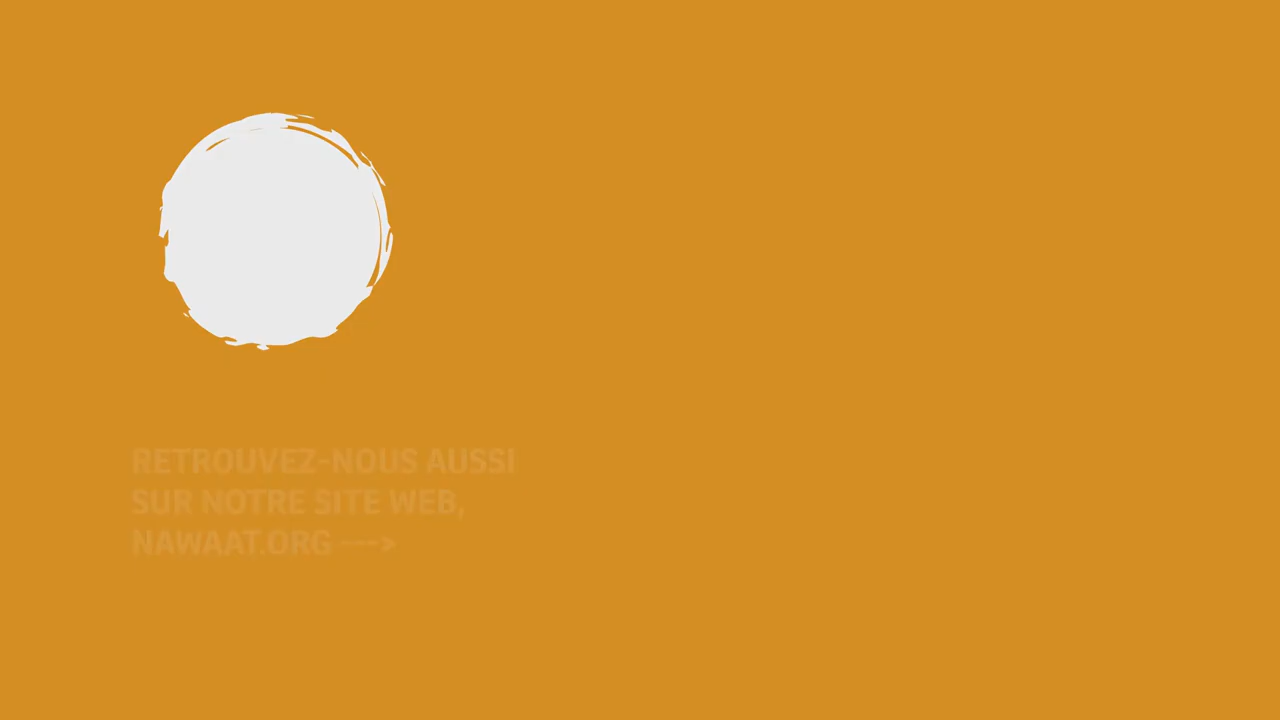 RETROUVEZ-NOUS AUSSI
SUR NOTRE SITE WEB,
NAWAAT.ORG --->